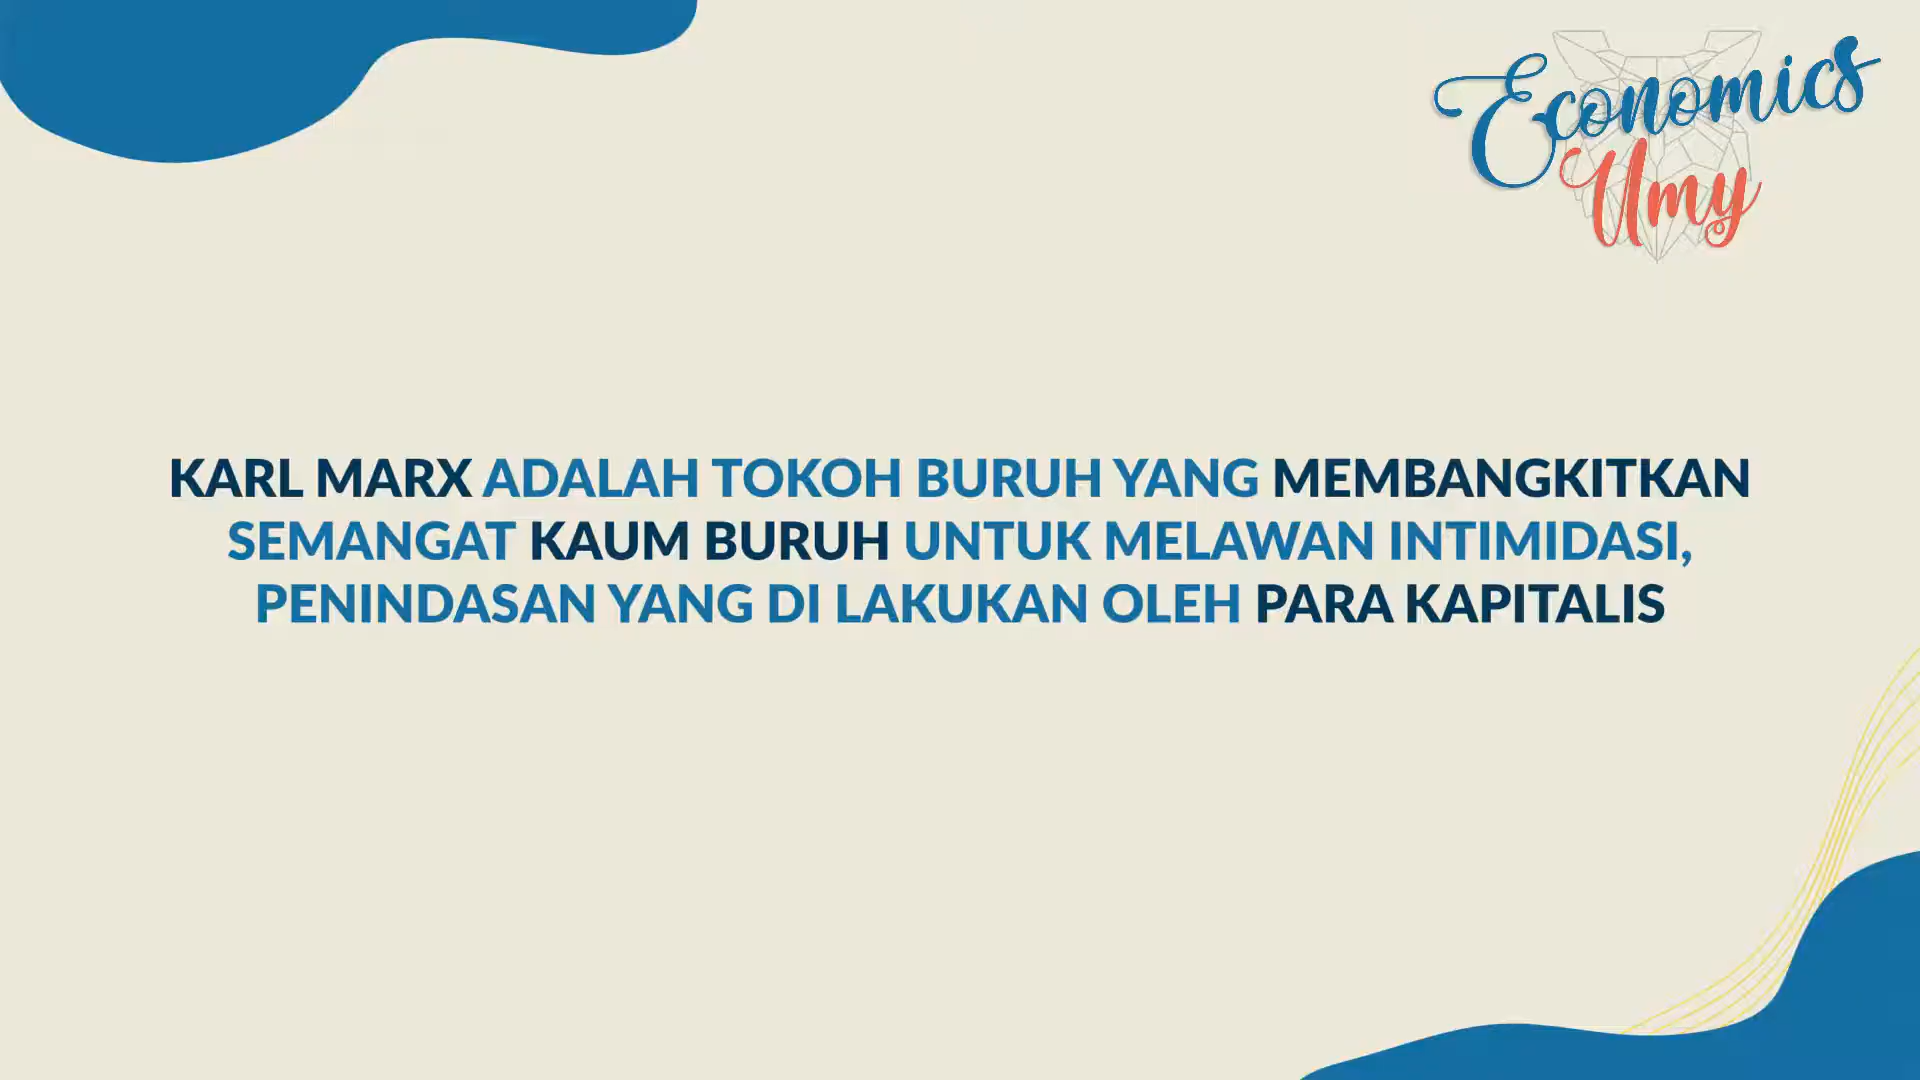 Economics
Umy
KARL MARX ADALAH TOKOH BURUH YANG MEMBANGKITKAN
SEMANGAT KAUM BURUH UNTUK MELAWAN INTIMIDASI,
PENINDASAN YANG DI LAKUKAN OLEH PARA KAPITALIS